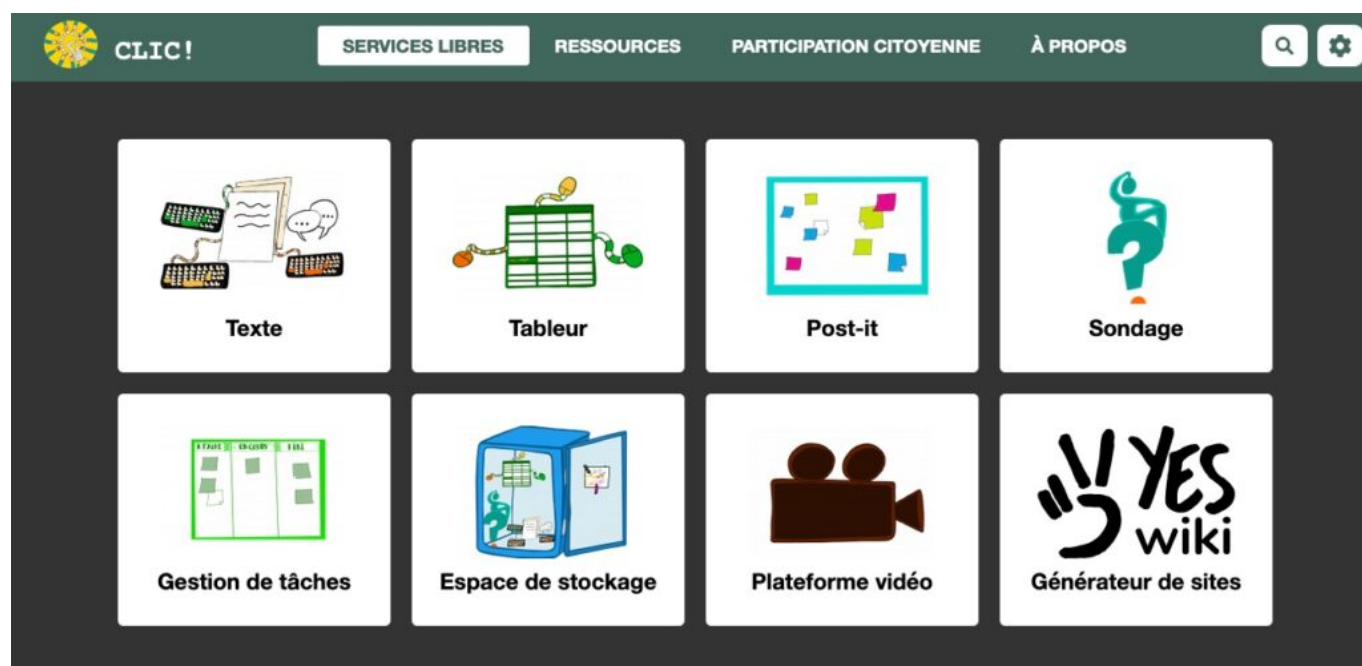 CLIC!
SERVICES LIBRES
RESSOURCES
PARTICIPATION CITOYENNE
À PROPOS
Texte
Tableur
Post-it
Sondage
YES
wiki
Gestion de tâches
Espace de stockage
Plateforme vidéo
Générateur de sites